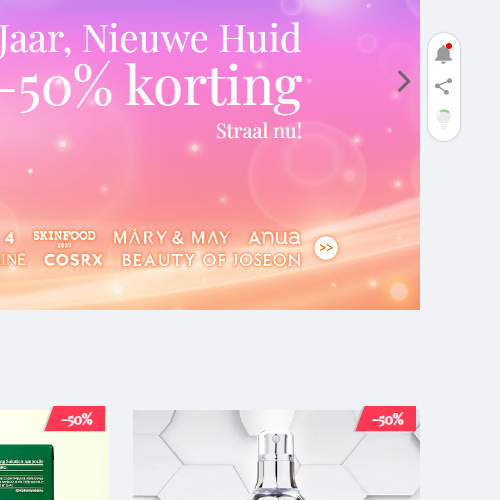 Jaar, Nieuwe Huid
-50% korting
Straal nu!
4 SKINFOOD 1957 MÁRY & MAY Anua
INE COSRX BEAUTY OF JOSEON
>>
-50%
-50%